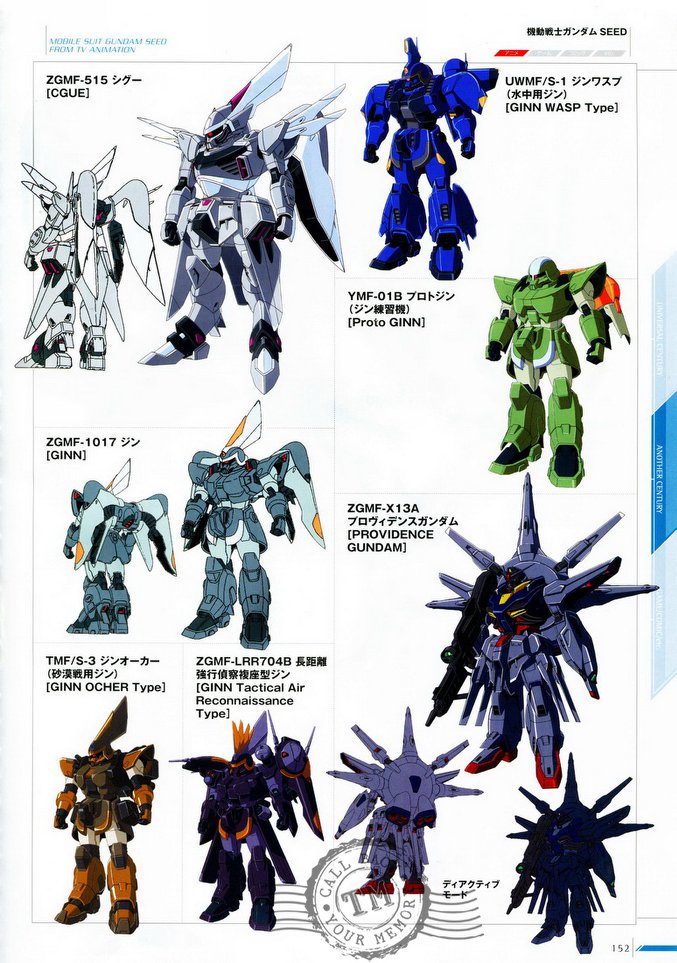 MOBILE SUIT GUNDAM SEED
FROM TV ANIMATION
機動戦士ガンダム SEED
アニメ
ZGMF-515 シグー
[CGUE]
UWMF/S-1 ジンワスプ
（水中用ジン）
[GINN WASP Type]
YMF-01B プロトジン
（ジン練習機）
[Proto GINN]
UNIVERSAL CENTURY
ZGMF-1017 ジン
[GINN]
ANOTHER CENTURY
ZGMF-X13A
プロヴィデンスガンダム
[PROVIDENCE
GUNDAM]
TMF/S-3 ジンオーカー
（砂漠戦用ジン）
[GINN OCHER Type]
ZGMF-LRR704B 長距離
強行偵察複座型ジン
[GINN Tactical Air
Reconnaissance
Type]
ディアクティブ
モード
CALL BACK
TM
YOUR MEMORY
152